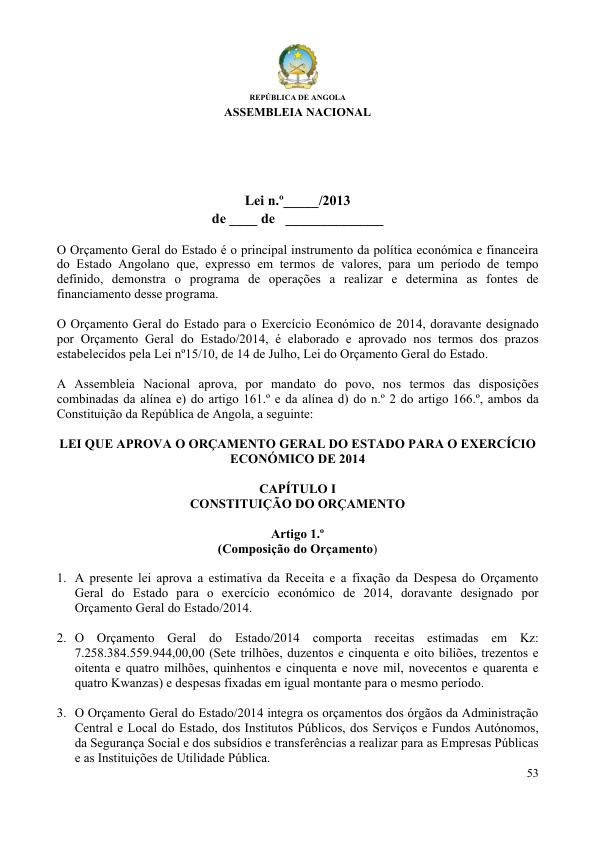 REPÚBLICA DE ANGOLA
ASSEMBLEIA NACIONAL
Lei n.º_____/2013
de ____ de ______________
O Orçamento Geral do Estado é o principal instrumento da política económica e financeira
do Estado Angolano que, expresso em termos de valores, para um período de tempo
definido, demonstra o programa de operações a realizar e determina as fontes de
financiamento desse programa.
O Orçamento Geral do Estado para o Exercício Económico de 2014, doravante designado
por Orçamento Geral do Estado/2014, é elaborado e aprovado nos termos dos prazos
estabelecidos pela Lei nº15/10, de 14 de Julho, Lei do Orçamento Geral do Estado.
A Assembleia Nacional aprova, por mandato do povo, nos termos das disposições
combinadas da alínea e) do artigo 161.º e da alínea d) do n.º 2 do artigo 166.º, ambos da
Constituição da República de Angola, a seguinte:
LEI QUE APROVA O ORÇAMENTO GERAL DO ESTADO PARA O EXERCÍCIO
ECONÓMICO DE 2014
CAPÍTULO I
CONSTITUIÇÃO DO ORÇAMENTO
Artigo 1.º
(Composição do Orçamento)
1. A presente lei aprova a estimativa da Receita e a fixação da Despesa do Orçamento
Geral do Estado para o exercício económico de 2014, doravante designado por
Orçamento Geral do Estado/2014.
2. O Orçamento Geral do Estado/2014 comporta receitas estimadas em Kz:
7.258.384.559.944,00,00 (Sete trilhões, duzentos e cinquenta e oito biliões, trezentos e
oitenta e quatro milhões, quinhentos e cinquenta e nove mil, novecentos e quarenta e
quatro Kwanzas) e despesas fixadas em igual montante para o mesmo período.
3. O Orçamento Geral do Estado/2014 integra os orçamentos dos órgãos da Administração
Central e Local do Estado, dos Institutos Públicos, dos Serviços e Fundos Autónomos,
da Segurança Social e dos subsídios e transferências a realizar para as Empresas Públicas
e as Instituições de Utilidade Pública.
53